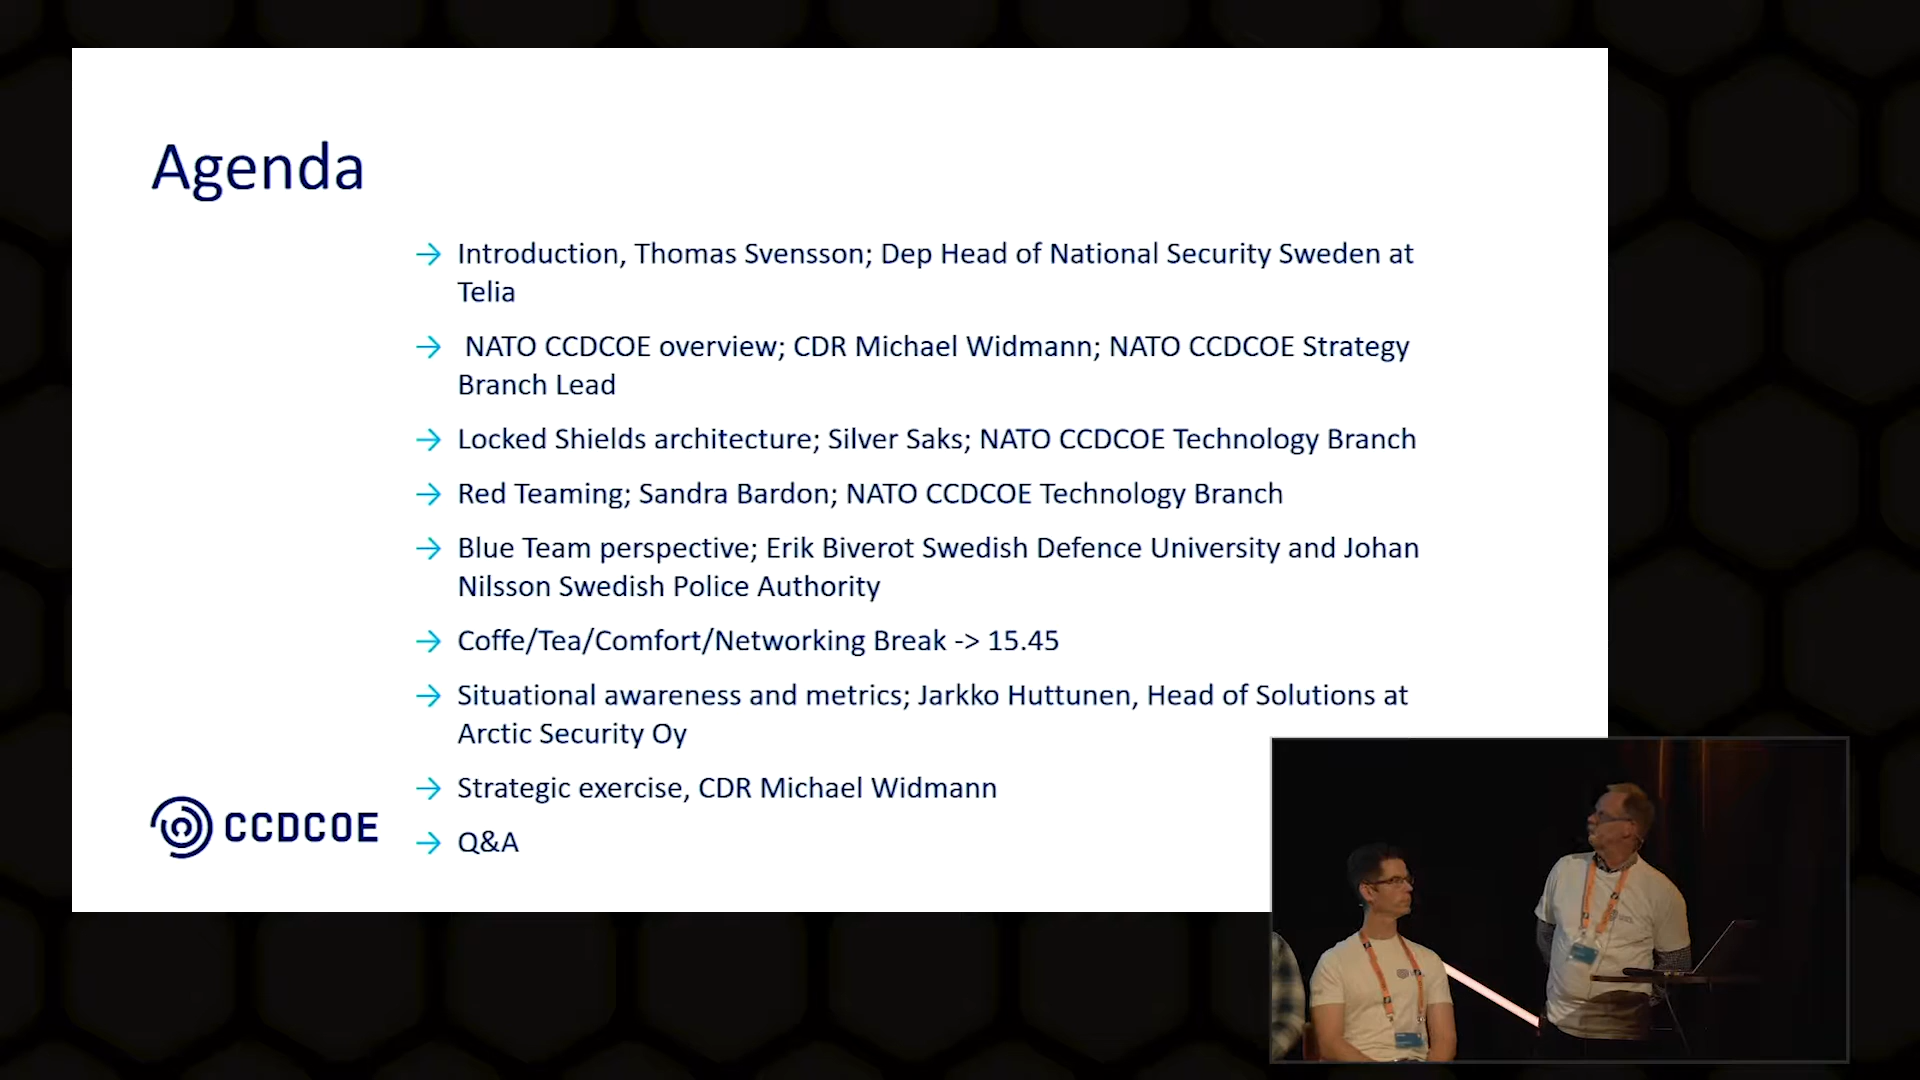 Agenda
Introduction, Thomas Svensson; Dep Head of National Security Sweden at
Telia
NATO CCDCOE overview; CDR Michael Widmann; NATO CCDCOE Strategy
Branch Lead
Locked Shields architecture; Silver Saks; NATO CCDCOE Technology Branch
Red Teaming; Sandra Bardon; NATO CCDCOE Technology Branch
Blue Team perspective; Erik Biverot Swedish Defence University and Johan
Nilsson Swedish Police Authority
Coffe/Tea/Comfort/Networking Break -> 15.45
Situational awareness and metrics; Jarkko Huttunen, Head of Solutions at
Arctic Security Oy
Strategic exercise, CDR Michael Widmann
Q&A
CCDCOE